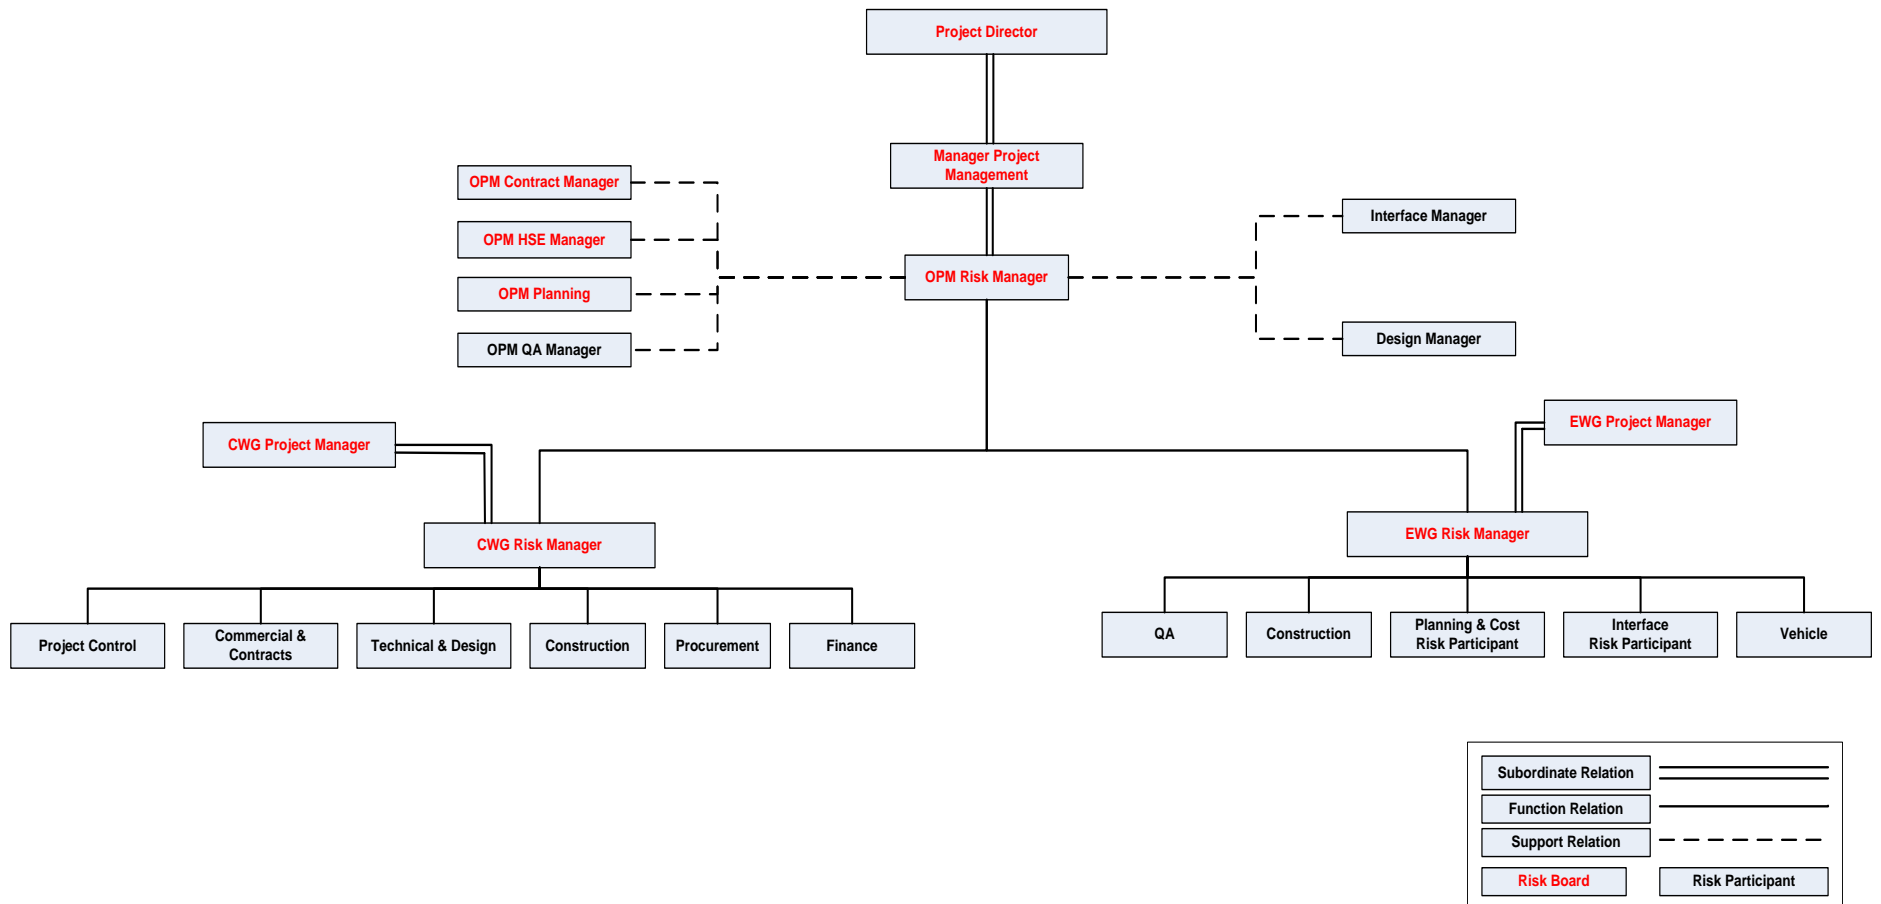 Project Director
Manager Project
Management
OPM Contract Manager
OPM HSE Manager
OPM Planning
OPM QA Manager
OPM Risk Manager
Interface Manager
Design Manager
CWG Project Manager
EWG Project Manager
CWG Risk Manager
EWG Risk Manager
Project Control
Commercial &
Contracts
Technical & Design
Construction
Procurement
Finance
QA
Construction
Planning & Cost
Risk Participant
Interface
Risk Participant
Vehicle
Subordinate Relation
Function Relation
Support Relation
Risk Board
Risk Participant